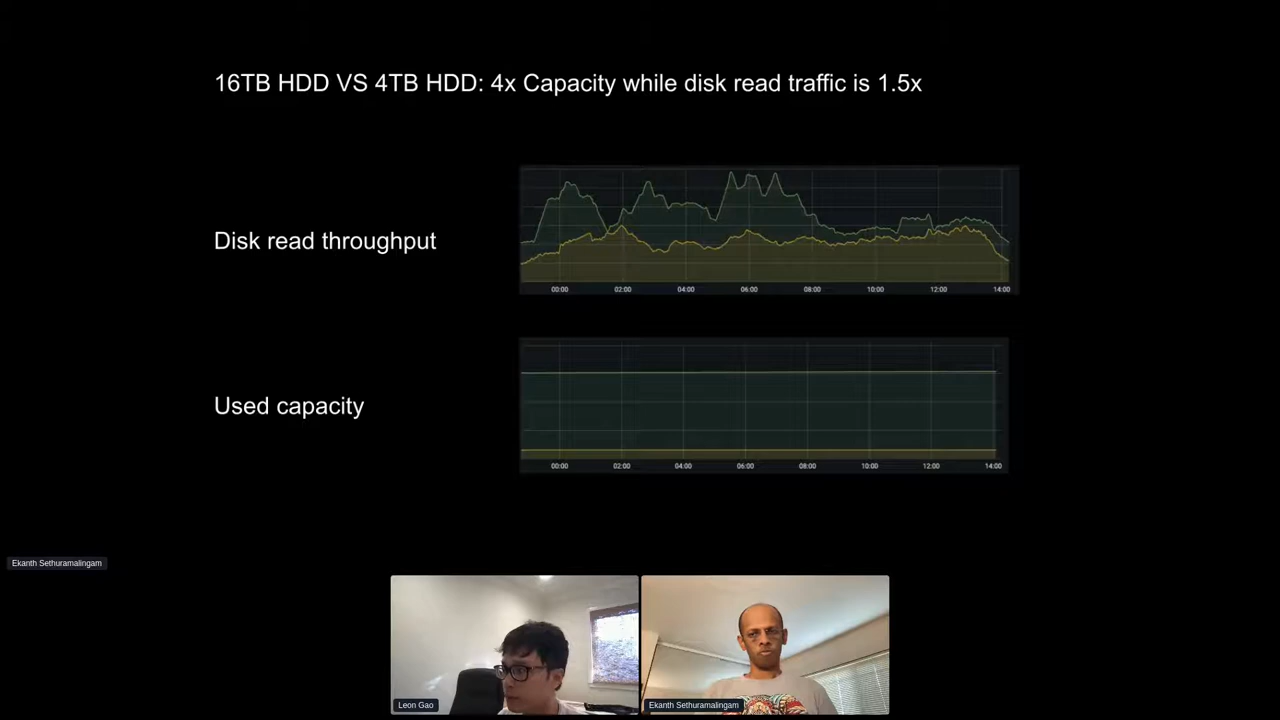 16TB HDD VS 4TB HDD: 4x Capacity while disk read traffic is 1.5x
Disk read throughput
00:00 02:00 04:00 06:00 08:00 10:00 12:00 14:00
Used capacity
00:00 02:00 04:00 06:00 08:00 10:00 12:00 14:00
Ekanth Sethuramalingam
Leon Gao
Ekanth Sethuramalingam